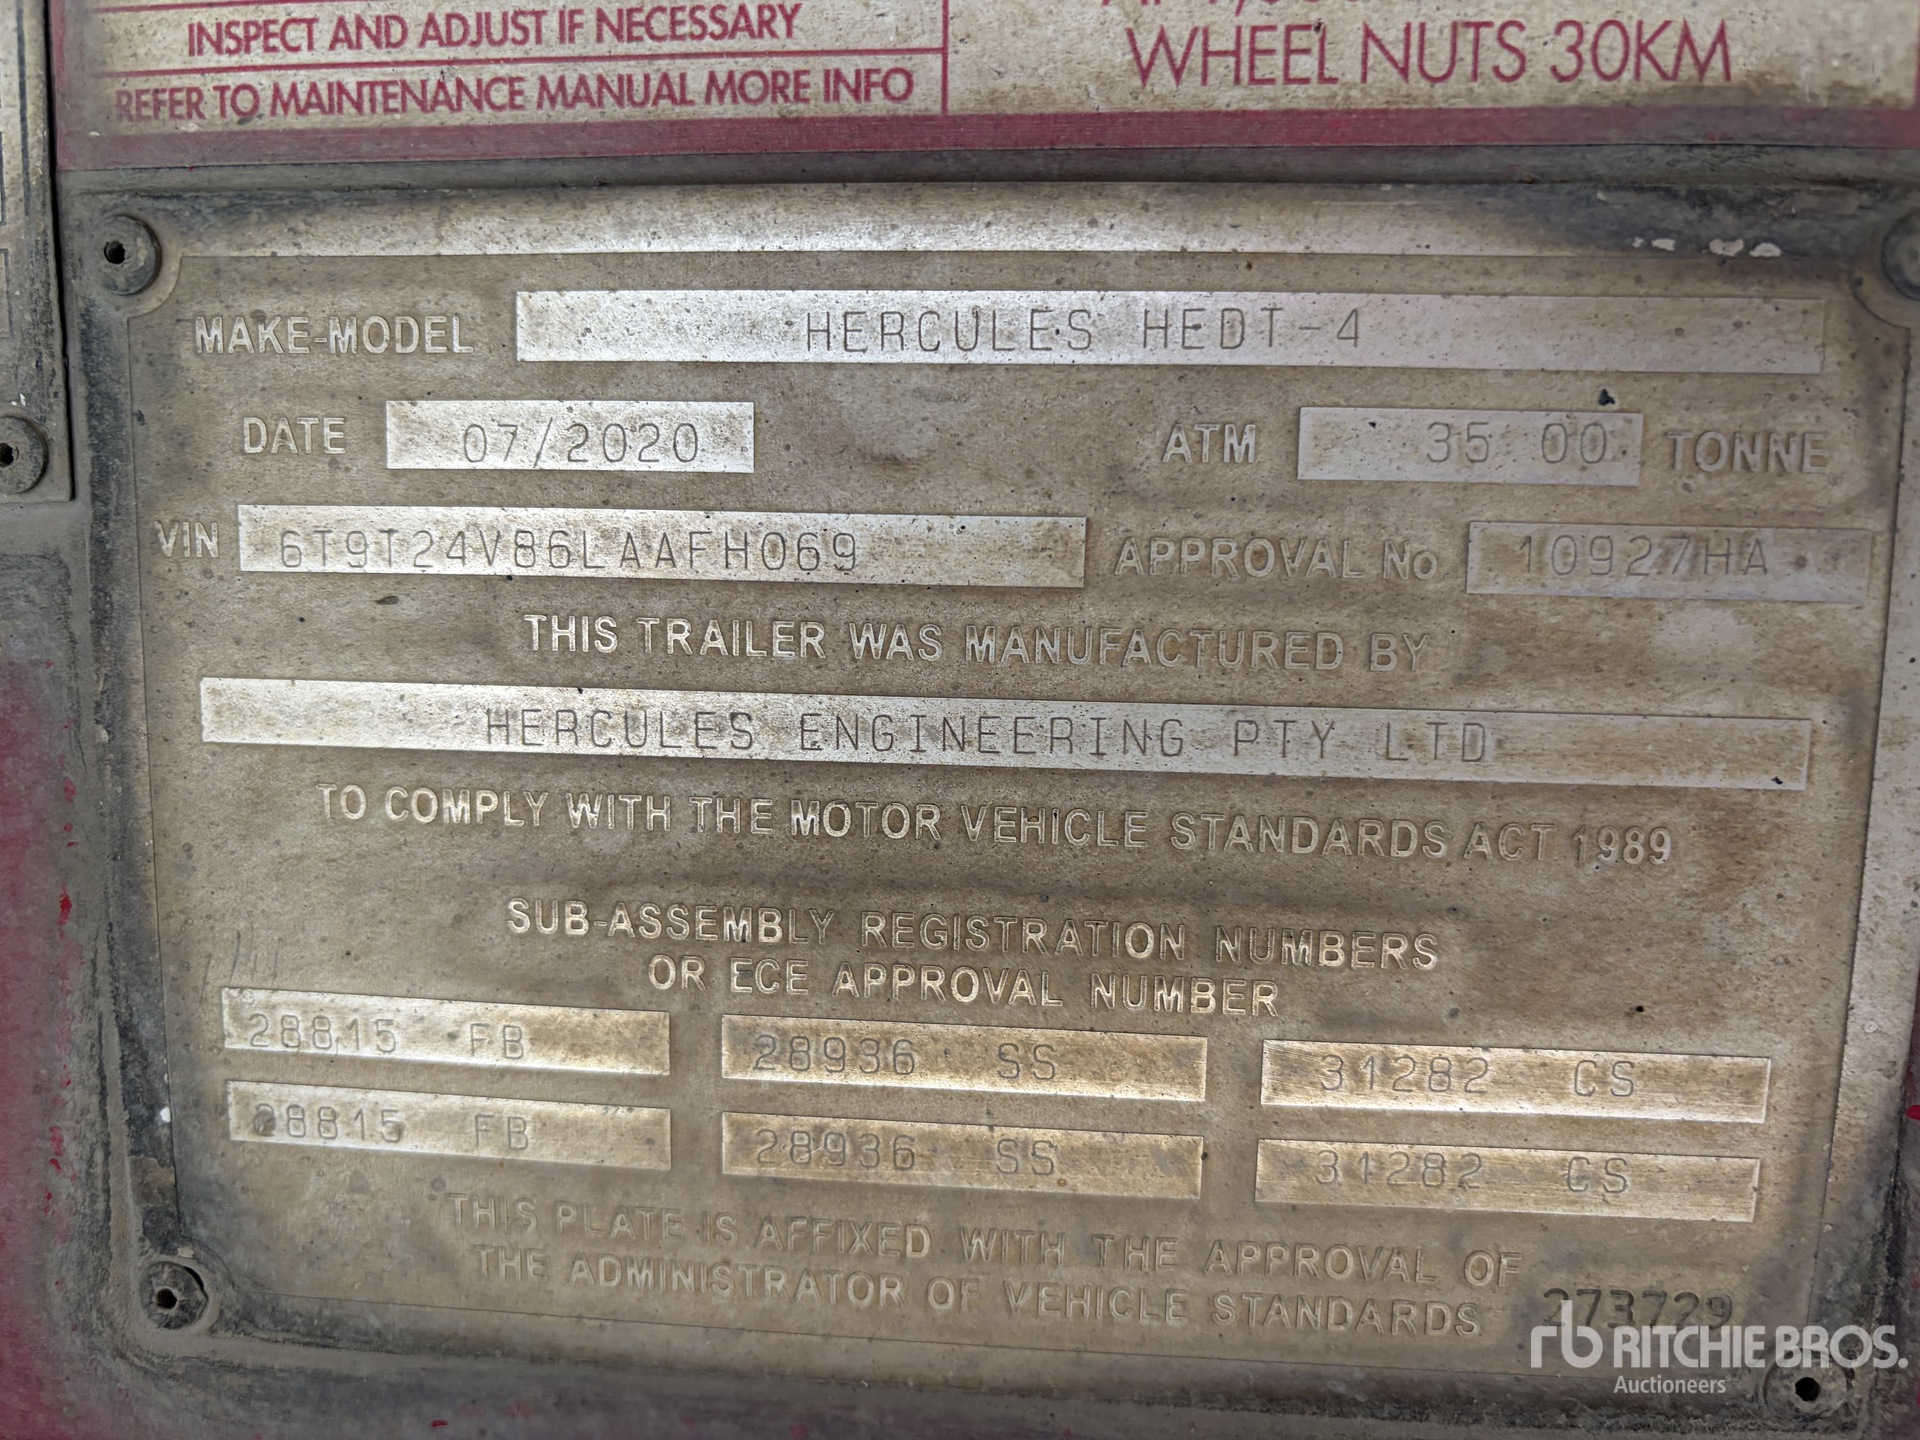 INSPECT AND ADJUST IF NECESSARY
REFER TO MAINTENANCE MANUAL MORE INFO
WHEEL NUTS 30KM
MAKE-MODEL HERCULES HEDT-4
DATE 07/2020 ATM 35 00 TONNE
VIN 6T9T24V86LAAFH069 APPROVAL No 10927HA
THIS TRAILER WAS MANUFACTURED BY
HERCULES ENGINEERING PTY LTD
TO COMPLY WITH THE MOTOR VEHICLE STANDARDS ACT 1989
SUB-ASSEMBLY REGISTRATION NUMBERS
OR ECE APPROVAL NUMBER
28815 FB 28936 SS 31282 CS
28815 FB 28936 SS 31282 CS
THIS PLATE IS AFFIXED WITH THE APPROVAL OF
THE ADMINISTRATOR OF VEHICLE STANDARDS 273729
rb RITCHIE BROS.
Auctioneers